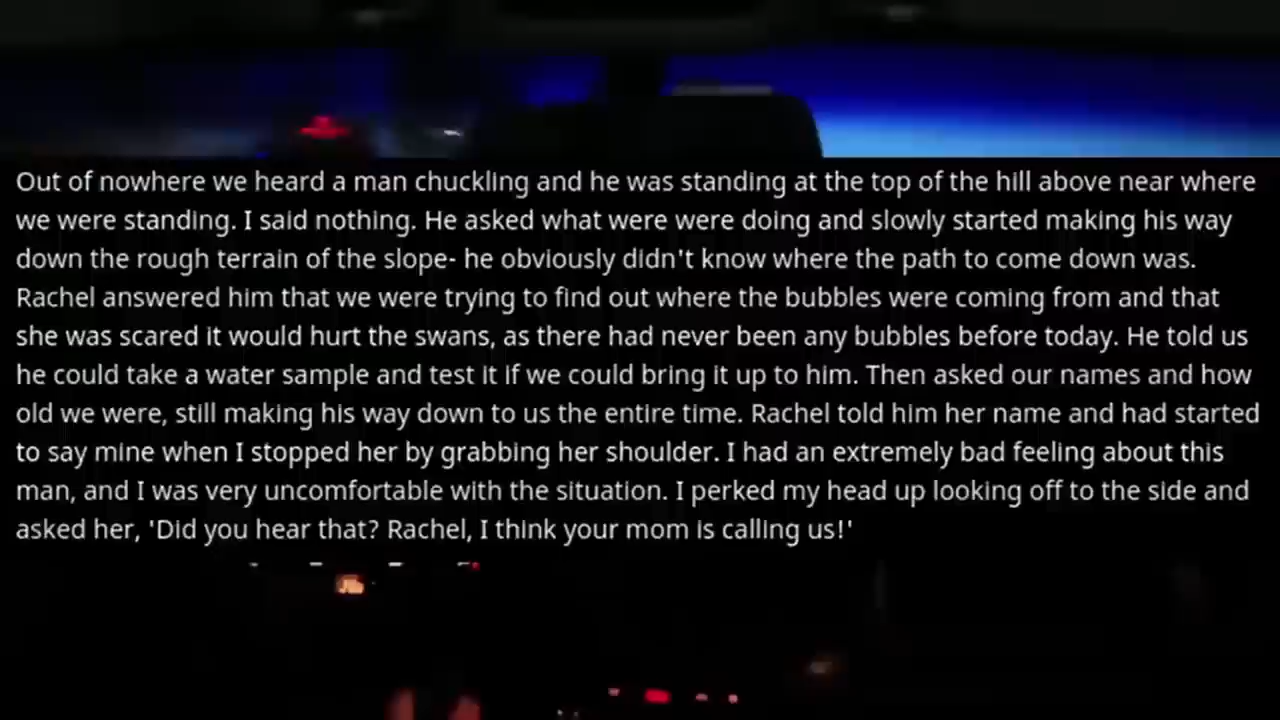 Out of nowhere we heard a man chuckling and he was standing at the top of the hill above near where
we were standing. I said nothing. He asked what were were doing and slowly started making his way
down the rough terrain of the slope- he obviously didn't know where the path to come down was.
Rachel answered him that we were trying to find out where the bubbles were coming from and that
she was scared it would hurt the swans, as there had never been any bubbles before today. He told us
he could take a water sample and test it if we could bring it up to him. Then asked our names and how
old we were, still making his way down to us the entire time. Rachel told him her name and had started
to say mine when I stopped her by grabbing her shoulder. I had an extremely bad feeling about this
man, and I was very uncomfortable with the situation. I perked my head up looking off to the side and
asked her, 'Did you hear that? Rachel, I think your mom is calling us!'